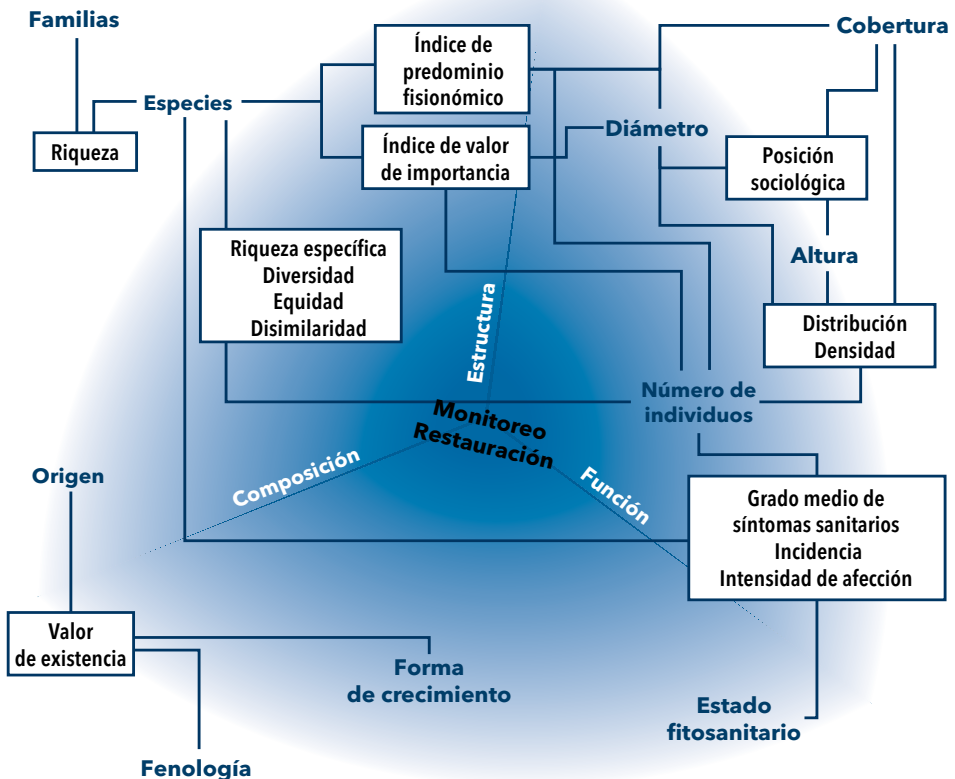 Familias
Cobertura
Índice de
predominio
fisionómico
Especies
Riqueza
Índice de valor
de importancia
Diámetro
Posición
sociológica
Riqueza específica
Diversidad
Equidad
Disimilaridad
Altura
Estructura
Distribución
Densidad
Número de
individuos
Monitoreo
Restauración
Composición
Función
Origen
Grado medio de
síntomas sanitarios
Incidencia
Intensidad de afección
Valor
de existencia
Forma
de crecimiento
Estado
fitosanitario
Fenología